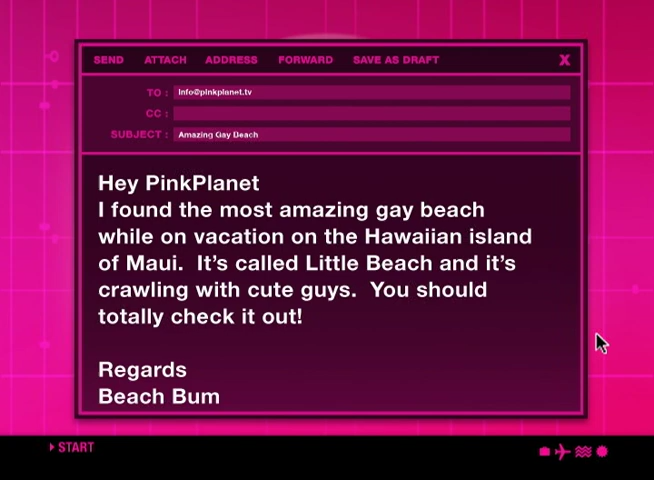 SEND ATTACH ADDRESS FORWARD SAVE AS DRAFT X
TO : Info@pinkplanet.tv
CC :
SUBJECT : Amazing Gay Beach
Hey PinkPlanet
I found the most amazing gay beach
while on vacation on the Hawaiian island
of Maui.  It's called Little Beach and it's
crawling with cute guys.  You should
totally check it out!
Regards
Beach Bum
START